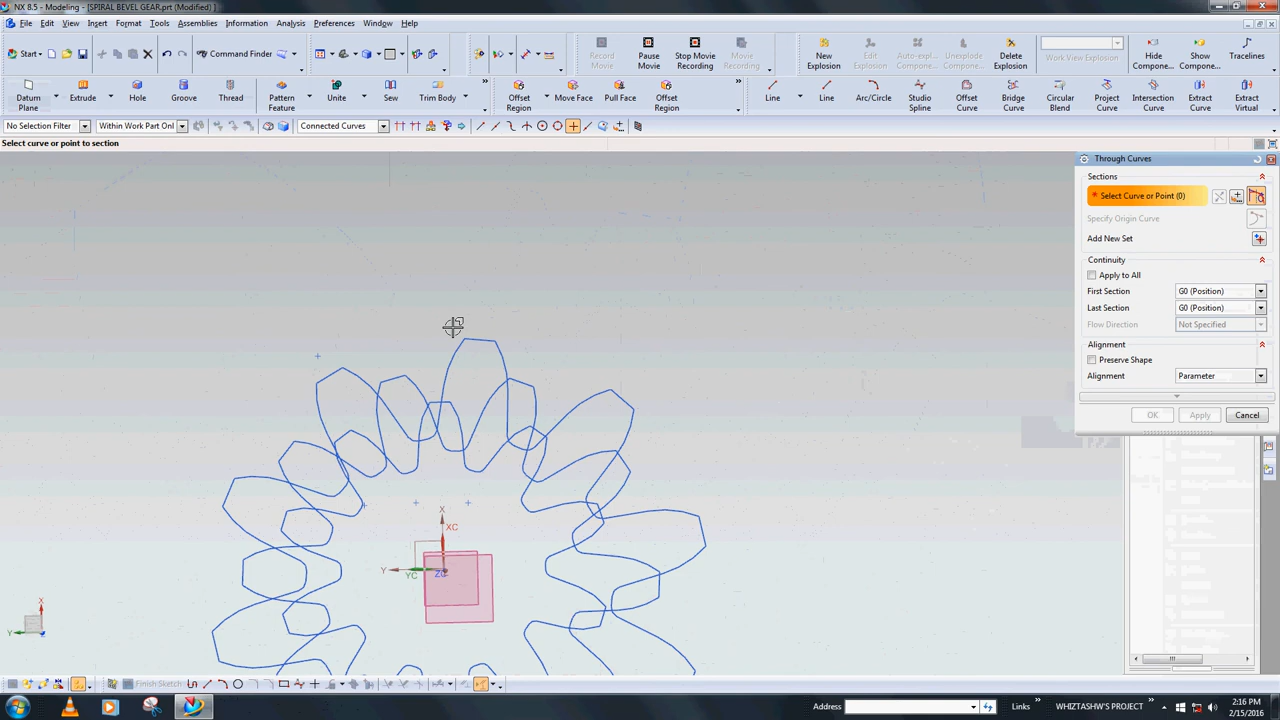 NX 8.5 - Modeling - [SPIRAL BEVEL GEAR.prt (Modified) ]
File Edit View Insert Format Tools Assemblies Information Analysis Preferences Window Help
Start Command Finder
Record Movie
Pause Movie
Stop Movie Recording
Movie Recording
New Explosion
Edit Explosion
Auto-expl... Compone...
Unexplode Component
Delete Explosion
Work View Explosion
Hide Compone...
Show Compone...
Tracelines
Datum Plane
Extrude
Hole
Groove
Thread
Pattern Feature
Unite
Sew
Trim Body
Offset Region
Move Face
Pull Face
Offset Region
Line
Line
Arc/Circle
Studio Spline
Offset Curve
Bridge Curve
Circular Blend
Project Curve
Intersection Curve
Extract Curve
Extract Virtual
No Selection Filter
Within Work Part Onl
Connected Curves
Select curve or point to section
Through Curves
Sections
* Select Curve or Point (0)
Specify Origin Curve
Add New Set
Continuity
Apply to All
First Section G0 (Position)
Last Section G0 (Position)
Flow Direction Not Specified
Alignment
Preserve Shape
Alignment Parameter
OK Apply Cancel
X
XC
Y
YC
ZC
X
Y
Finish Sketch
Address
Links
WHIZTASHW'S PROJECT
2:16 PM
2/15/2016